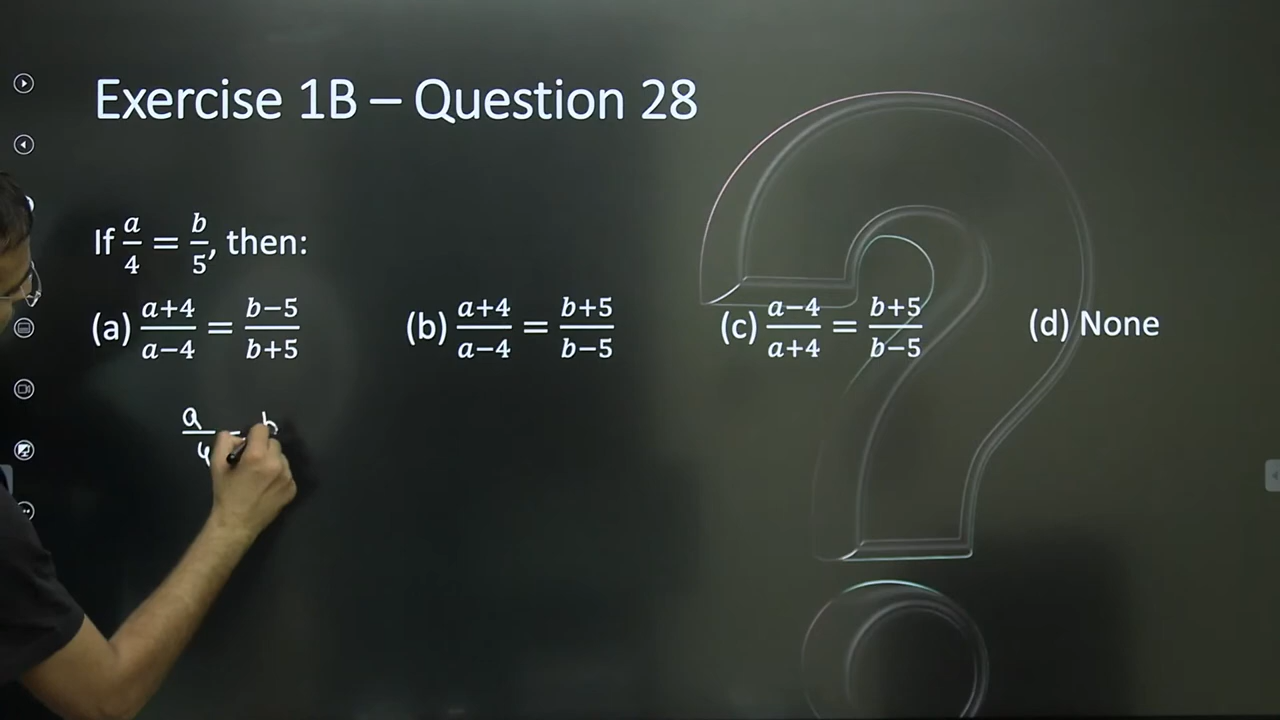 Exercise 1B – Question 28
If a/4 = b/5, then:
(a) a+4/a−4 = b−5/b+5 (b) a+4/a−4 = b+5/b−5 (c) a−4/a+4 = b+5/b−5 (d) None
a/4 = b